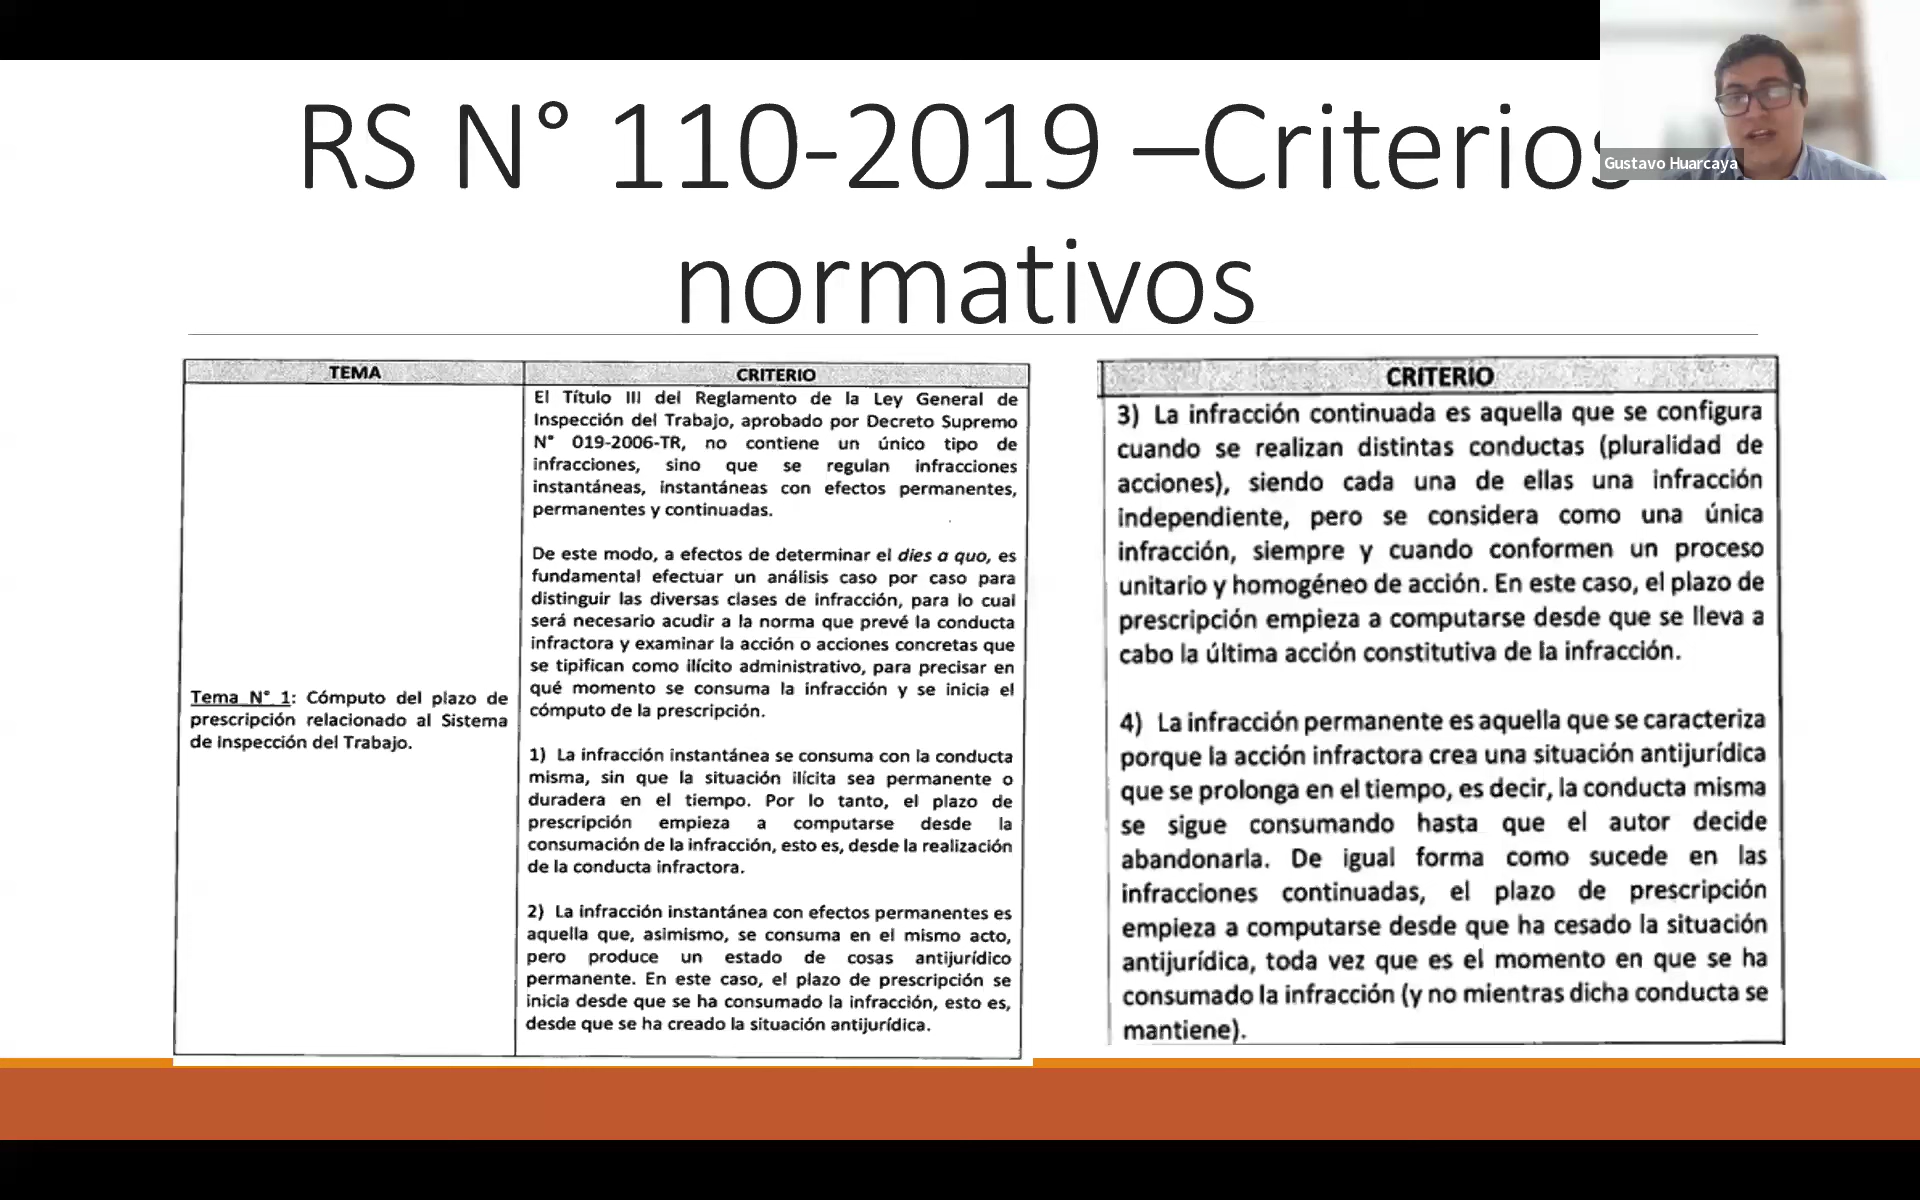 RS N° 110-2019 –Criterios
normativos
Gustavo Huarcaya
TEMA
CRITERIO
Tema N° 1: Cómputo del plazo de
prescripción relacionado al Sistema
de Inspección del Trabajo.
El Título III del Reglamento de la Ley General de
Inspección del Trabajo, aprobado por Decreto Supremo
N° 019-2006-TR, no contiene un único tipo de
infracciones, sino que se regulan infracciones
instantáneas, instantáneas con efectos permanentes,
permanentes y continuadas.
De este modo, a efectos de determinar el dies a quo, es
fundamental efectuar un análisis caso por caso para
distinguir las diversas clases de infracción, para lo cual
será necesario acudir a la norma que prevé la conducta
infractora y examinar la acción o acciones concretas que
se tipifican como ilícito administrativo, para precisar en
qué momento se consuma la infracción y se inicia el
cómputo de la prescripción.
1) La infracción instantánea se consuma con la conducta
misma, sin que la situación ilícita sea permanente o
duradera en el tiempo. Por lo tanto, el plazo de
prescripción empieza a computarse desde la
consumación de la infracción, esto es, desde la realización
de la conducta infractora.
2) La infracción instantánea con efectos permanentes es
aquella que, asimismo, se consuma en el mismo acto,
pero produce un estado de cosas antijurídico
permanente. En este caso, el plazo de prescripción se
inicia desde que se ha consumado la infracción, esto es,
desde que se ha creado la situación antijurídica.
CRITERIO
3) La infracción continuada es aquella que se configura
cuando se realizan distintas conductas (pluralidad de
acciones), siendo cada una de ellas una infracción
independiente, pero se considera como una única
infracción, siempre y cuando conformen un proceso
unitario y homogéneo de acción. En este caso, el plazo de
prescripción empieza a computarse desde que se lleva a
cabo la última acción constitutiva de la infracción.
4) La infracción permanente es aquella que se caracteriza
porque la acción infractora crea una situación antijurídica
que se prolonga en el tiempo, es decir, la conducta misma
se sigue consumando hasta que el autor decide
abandonarla. De igual forma como sucede en las
infracciones continuadas, el plazo de prescripción
empieza a computarse desde que ha cesado la situación
antijurídica, toda vez que es el momento en que se ha
consumado la infracción (y no mientras dicha conducta se
mantiene).